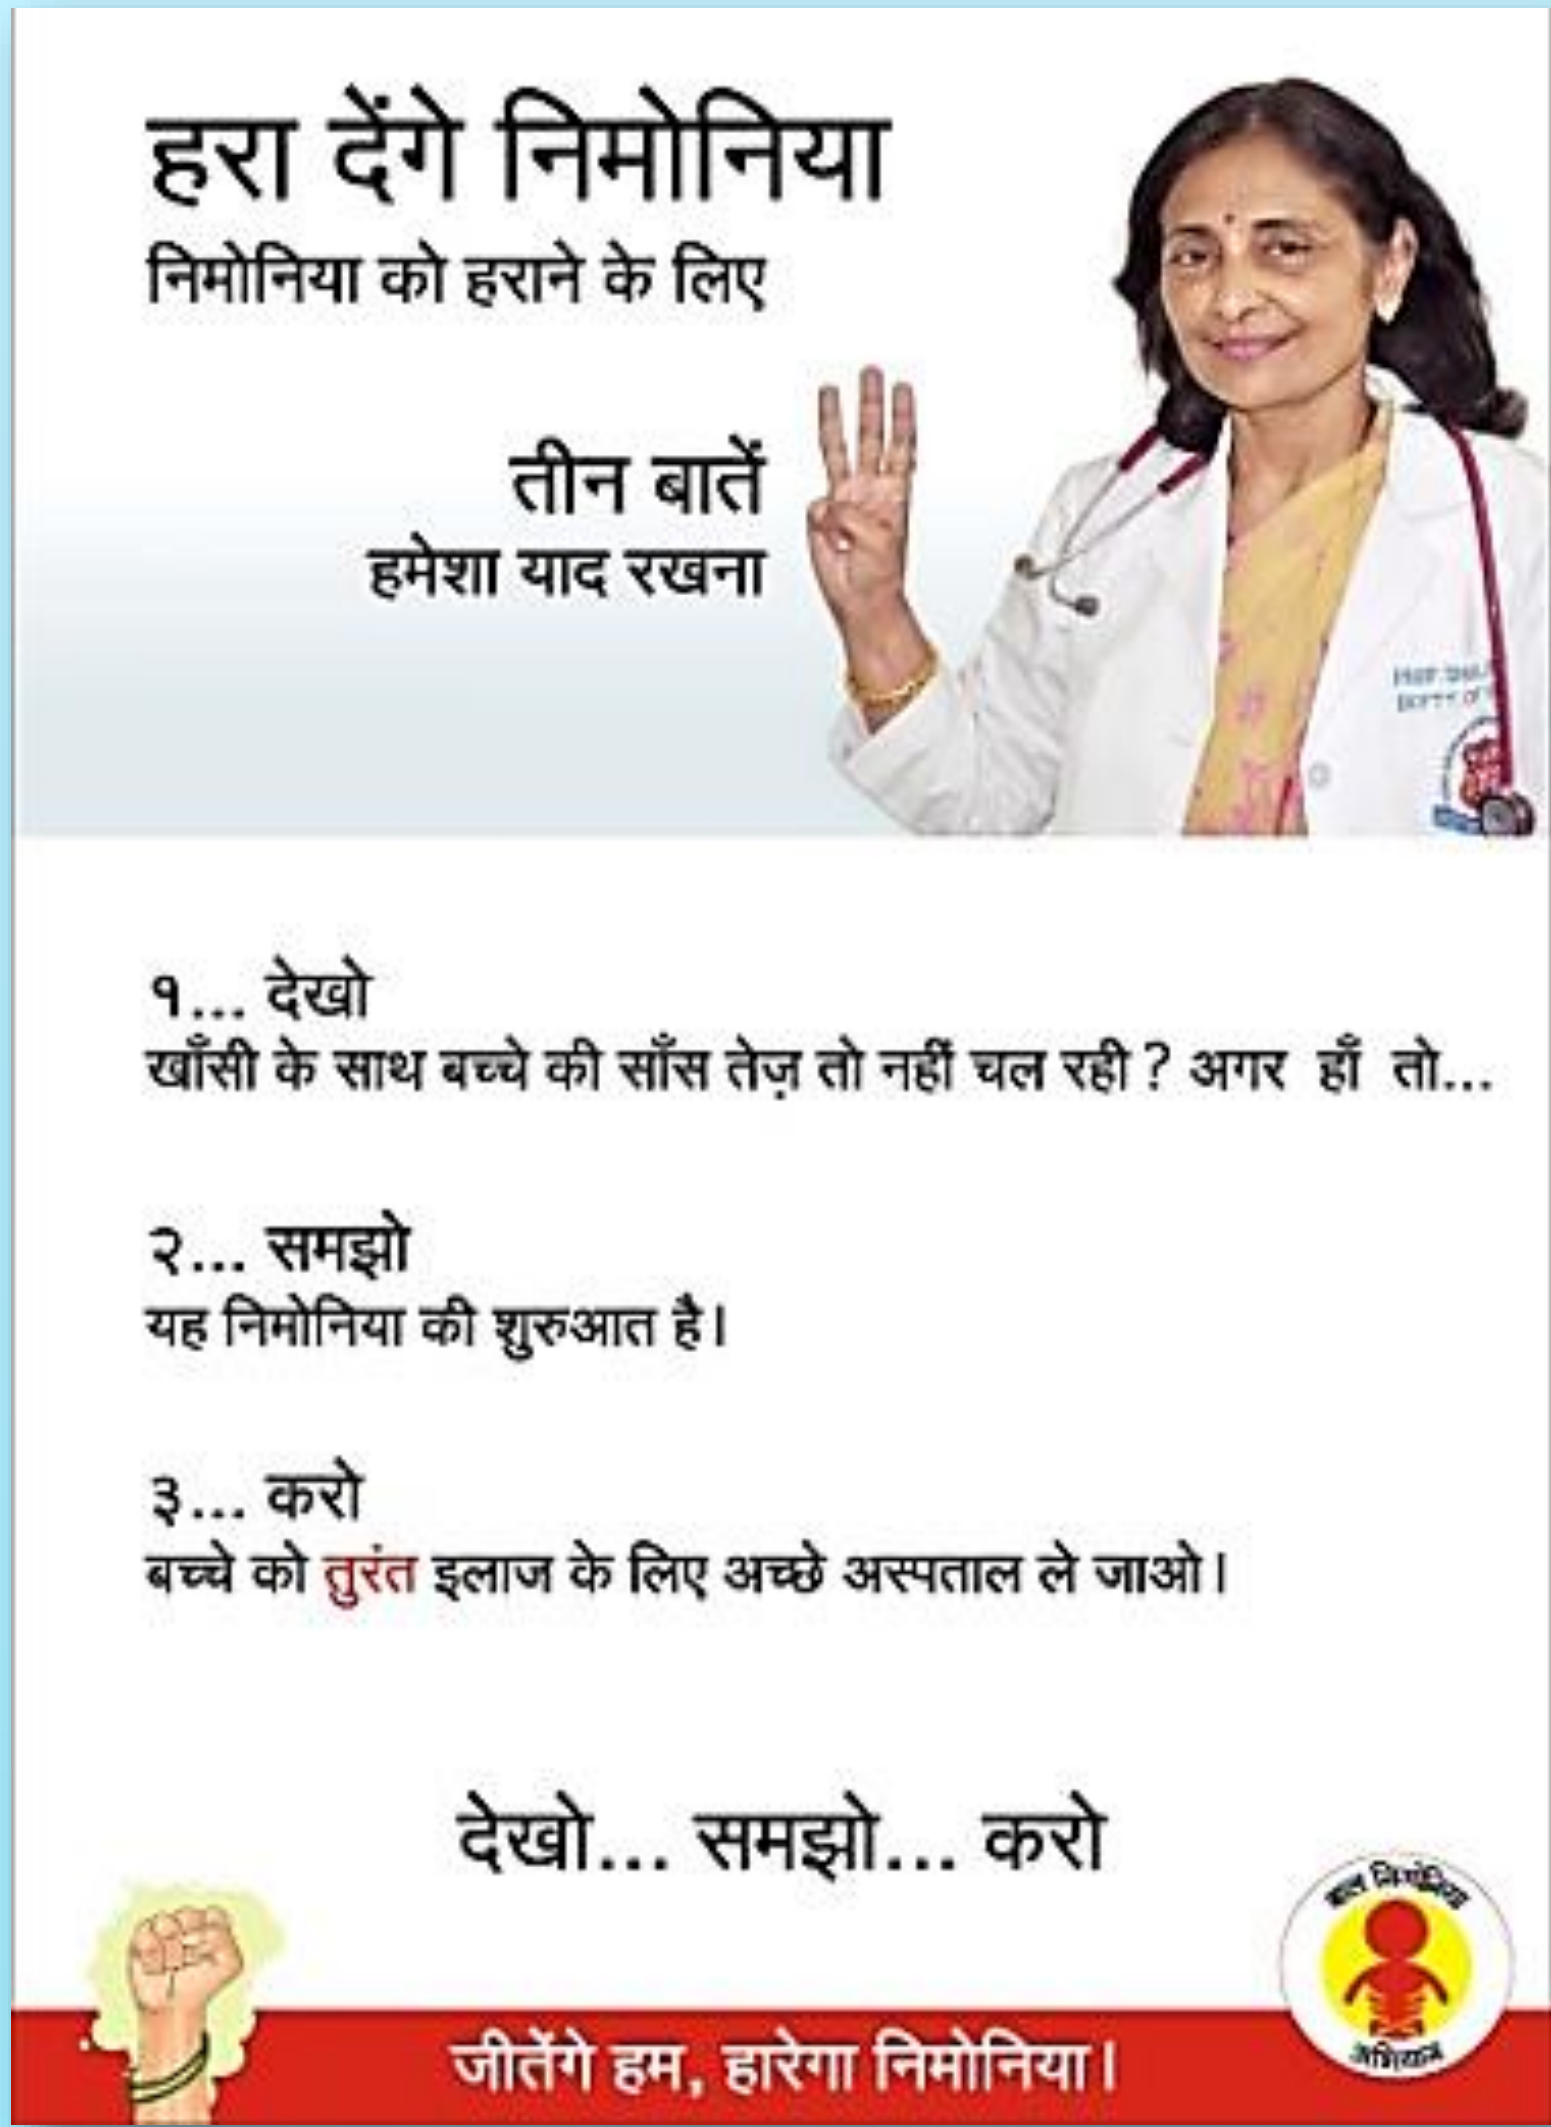 हरा देंगे निमोनिया
निमोनिया को हराने के लिए
तीन बातें
हमेशा याद रखना
१... देखो
खाँसी के साथ बच्चे की साँस तेज़ तो नहीं चल रही ? अगर हाँ तो...
२... समझो
यह निमोनिया की शुरुआत है।
३... करो
बच्चे को तुरंत इलाज के लिए अच्छे अस्पताल ले जाओ।
देखो... समझो... करो
बाल निमोनिया
अभियान
जीतेंगे हम, हारेगा निमोनिया।